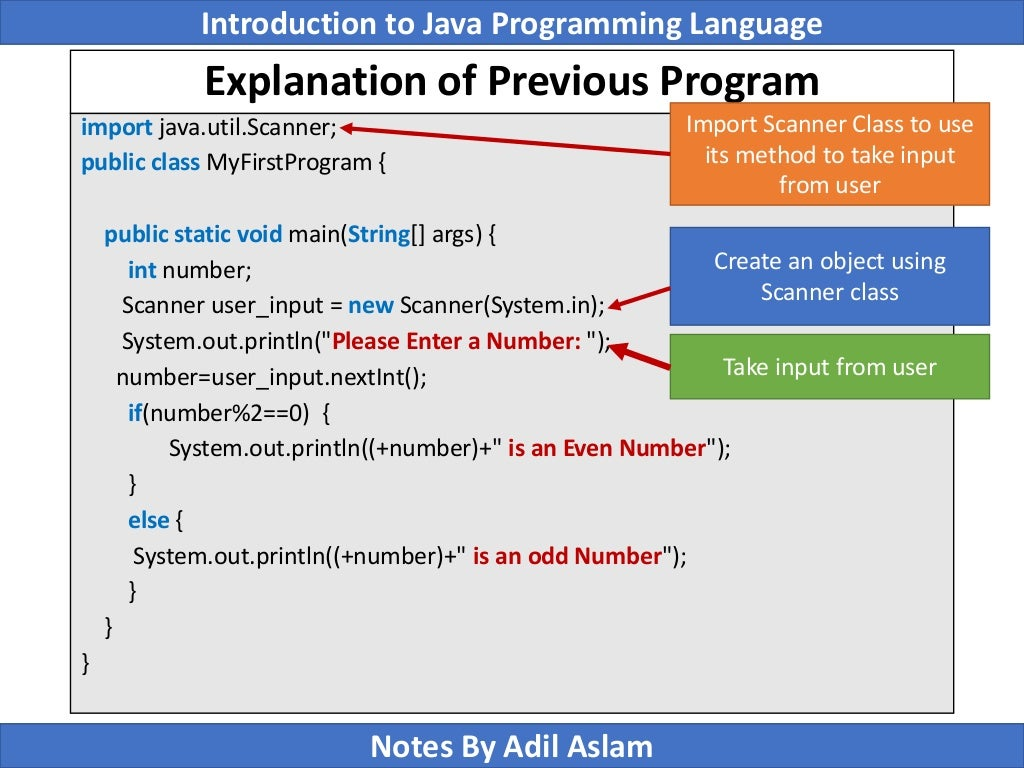 Introduction to Java Programming Language
Explanation of Previous Program
import java.util.Scanner;
public class MyFirstProgram {
public static void main(String[] args) {
int number;
Scanner user_input = new Scanner(System.in);
System.out.println("Please Enter a Number: ");
number=user_input.nextInt();
if(number%2==0) {
System.out.println((+number)+" is an Even Number");
}
else {
System.out.println((+number)+" is an odd Number");
}
}
}
Import Scanner Class to use
its method to take input
from user
Create an object using
Scanner class
Take input from user
Notes By Adil Aslam